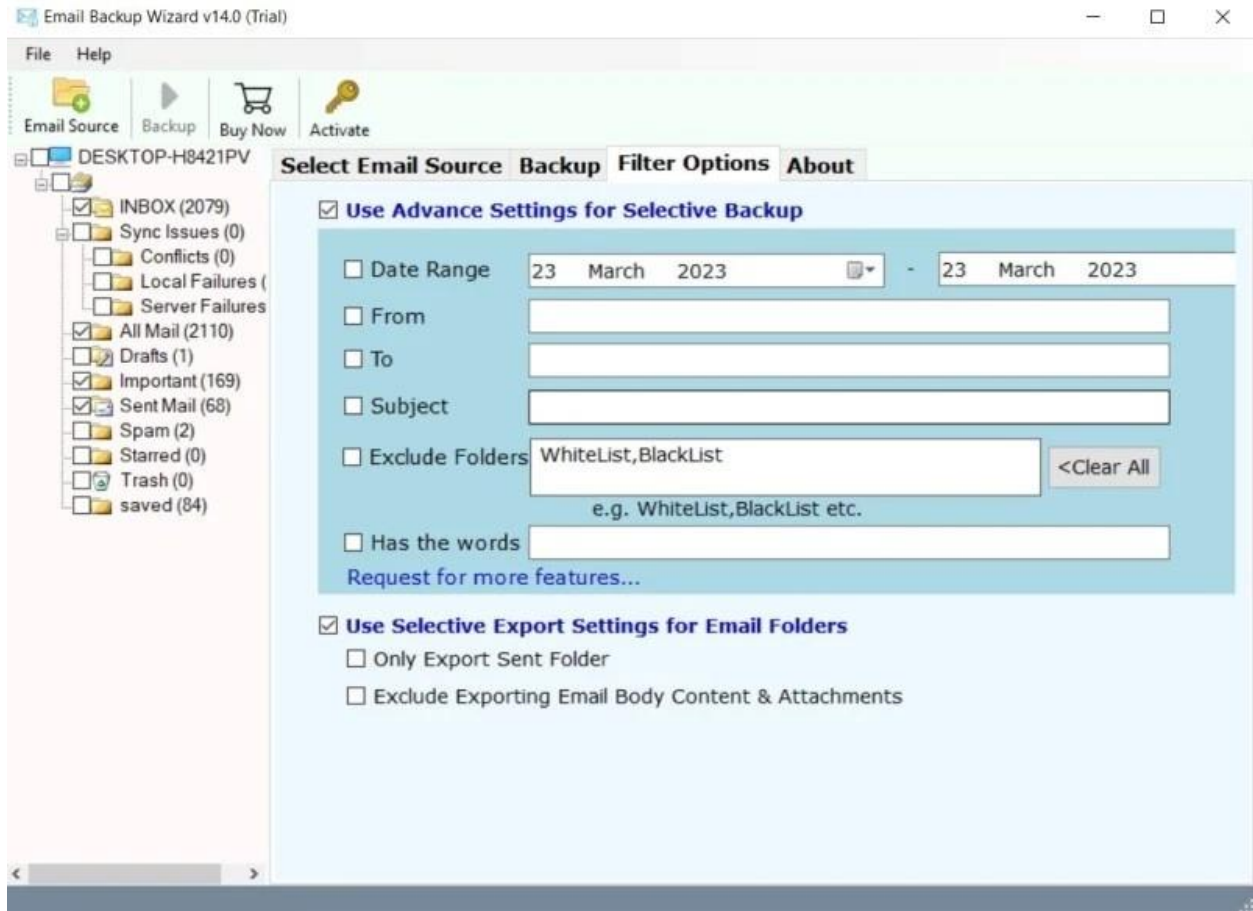 Email Backup Wizard v14.0 (Trial)
File Help
Email Source Backup Buy Now Activate
DESKTOP-H8421PV
INBOX (2079)
Sync Issues (0)
Conflicts (0)
Local Failures (
Server Failures
All Mail (2110)
Drafts (1)
Important (169)
Sent Mail (68)
Spam (2)
Starred (0)
Trash (0)
saved (84)
Select Email Source Backup Filter Options About
Use Advance Settings for Selective Backup
Date Range 23 March 2023 - 23 March 2023
From
To
Subject
Exclude Folders WhiteList,BlackList <Clear All
e.g. WhiteList,BlackList etc.
Has the words
Request for more features...
Use Selective Export Settings for Email Folders
Only Export Sent Folder
Exclude Exporting Email Body Content & Attachments